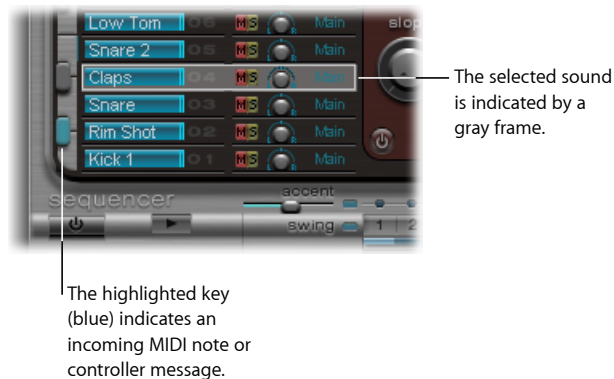 Low Tom 06 M S Main
Snare 2 05 M S Main
Claps 04 M S Main
Snare 03 M S Main
Rim Shot 02 M S Main
Kick 1 01 M S Main
slop
The selected sound
is indicated by a
gray frame.
sequencer
accent
swing
1 2
The highlighted key
(blue) indicates an
incoming MIDI note or
controller message.